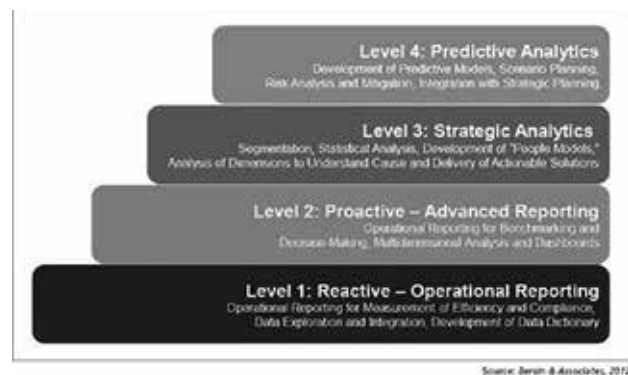 Level 4: Predictive Analytics
Development of Predictive Models, Scenario Planning,
Risk Analysis and Mitigation, Integration with Strategic Planning
Level 3: Strategic Analytics
Segmentation, Statistical Analysis, Development of "People Models,"
Analysis of Dimensions to Understand Cause and Delivery of Actionable Solutions
Level 2: Proactive – Advanced Reporting
Operational Reporting for Benchmarking and
Decision-Making, Multidimensional Analysis and Dashboards
Level 1: Reactive – Operational Reporting
Operational Reporting for Measurement of Efficiency and Compliance,
Data Exploration and Integration, Development of Data Dictionary
Source: Bersin & Associates, 2012